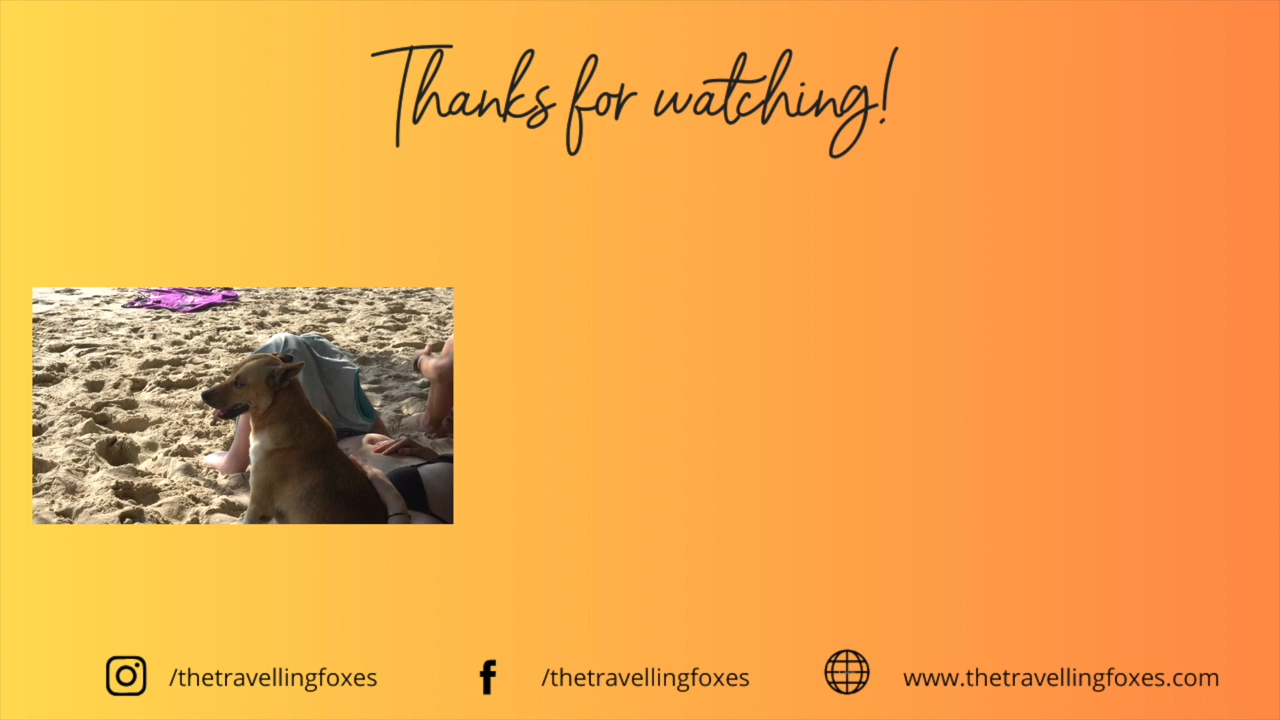 Thanks for watching!
/thetravellingfoxes
/thetravellingfoxes
www.thetravellingfoxes.com